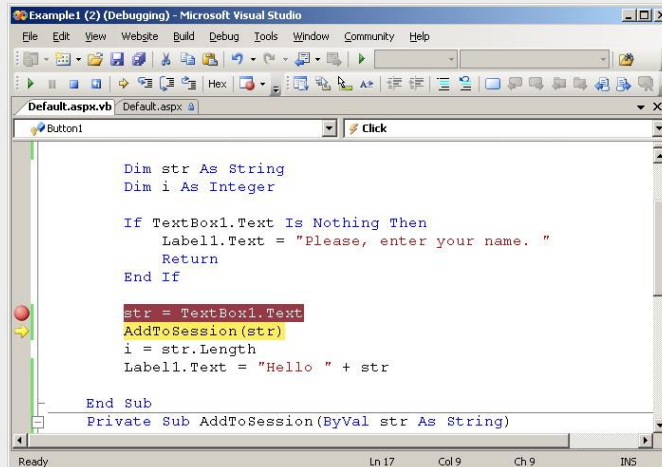 Example1 (2) (Debugging) - Microsoft Visual Studio
File Edit View Website Build Debug Tools Window Community Help
Hex
Default.aspx.vb Default.aspx
Button1 Click
Dim str As String
Dim i As Integer
If TextBox1.Text Is Nothing Then
Label1.Text = "Please, enter your name. "
Return
End If
str = TextBox1.Text
AddToSession(str)
i = str.Length
Label1.Text = "Hello " + str
End Sub
Private Sub AddToSession(ByVal str As String)
Ready Ln 17 Col 9 Ch 9 INS